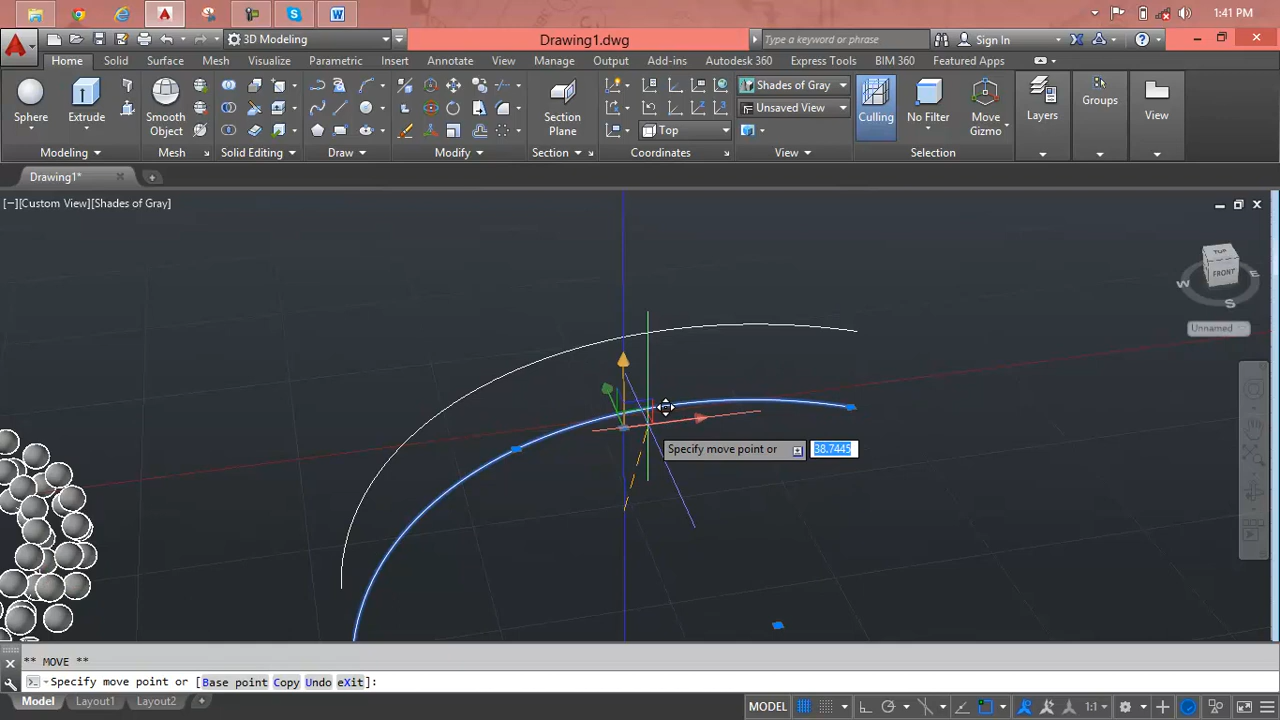 1:41 PM
3D Modeling
Drawing1.dwg
Type a keyword or phrase
Sign In
Home Solid Surface Mesh Visualize Parametric Insert Annotate View Manage Output Add-ins Autodesk 360 Express Tools BIM 360 Featured Apps
Sphere
Extrude
Smooth Object
Section Plane
Shades of Gray
Unsaved View
Top
Culling
No Filter
Move Gizmo
Layers
Groups
View
Modeling
Mesh
Solid Editing
Draw
Modify
Section
Coordinates
View
Selection
Drawing1*
[−][Custom View][Shades of Gray]
TOP
FRONT
W
E
S
Unnamed
Specify move point or 38.7445
** MOVE **
Specify move point or [Base point Copy Undo eXit]:
Model Layout1 Layout2
MODEL
1:1